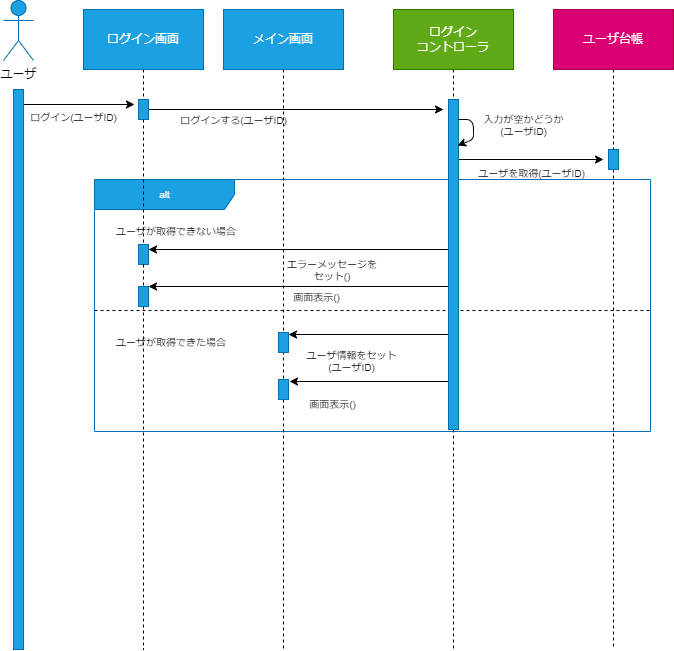 ユーザ
ログイン画面
メイン画面
ログイン
コントローラ
ユーザ台帳
ログイン(ユーザID)
ログインする(ユーザID)
入力が空かどうか
(ユーザID)
ユーザを取得(ユーザID)
alt
ユーザが取得できない場合
エラーメッセージを
セット()
画面表示()
ユーザが取得できた場合
ユーザ情報をセット
(ユーザID)
画面表示()